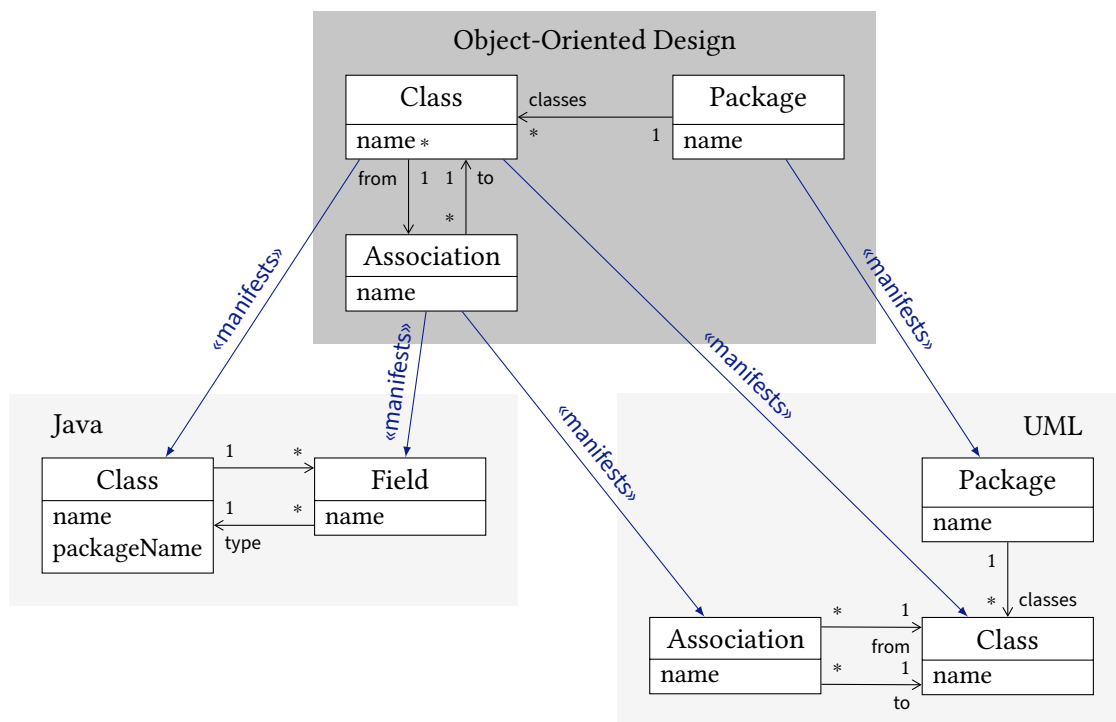 Object-Oriented Design
Class
Package
classes
name *
* 1
name
from 1 1 to
*
Association
name
«manifests»
«manifests»
«manifests»
«manifests»
«manifests»
Java
UML
Class
1 *
Field
Package
name
packageName
1 *
type
name
name
1
* classes
Association
name
* 1
from
* 1
to
Class
name